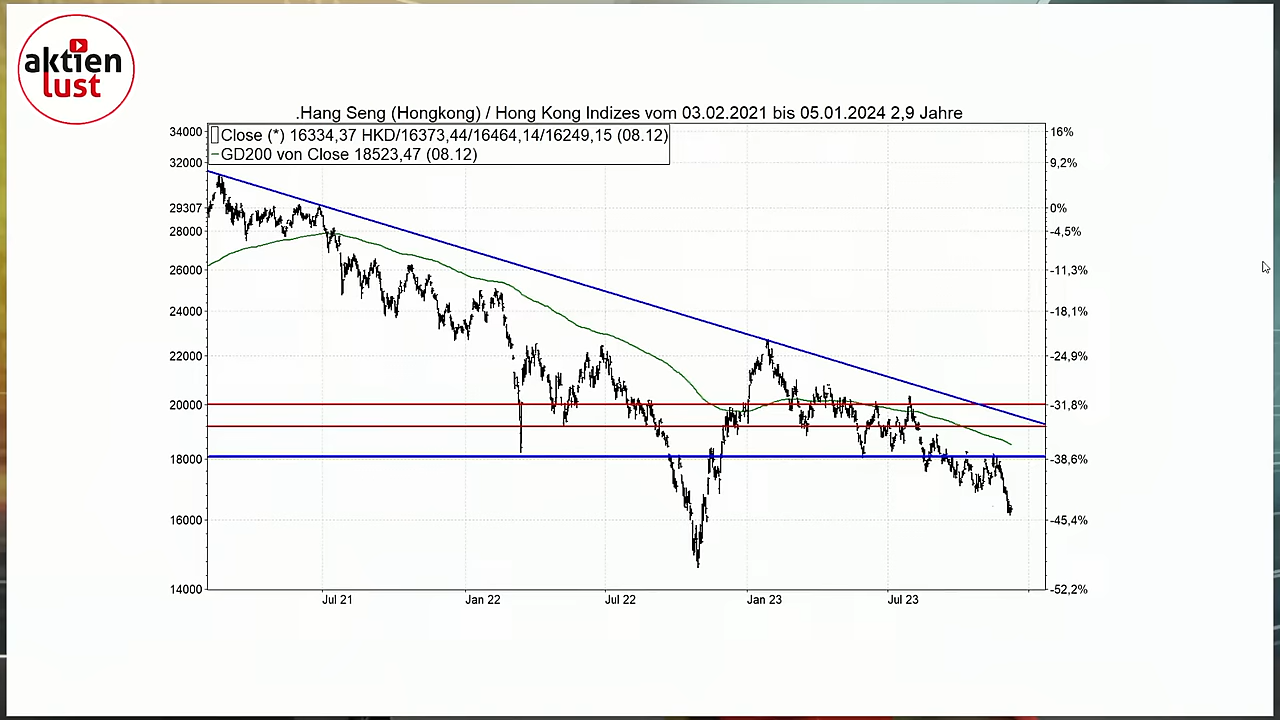 aktien
lust
.Hang Seng (Hongkong) / Hong Kong Indizes vom 03.02.2021 bis 05.01.2024 2,9 Jahre
Close (*) 16334,37 HKD/16373,44/16464,14/16249,15 (08.12)
GD200 von Close 18523,47 (08.12)
34000 16%
32000 9,2%
29307 0%
28000 -4,5%
26000 -11,3%
24000 -18,1%
22000 -24,9%
20000 -31,8%
18000 -38,6%
16000 -45,4%
14000 -52,2%
Jul 21 Jan 22 Jul 22 Jan 23 Jul 23